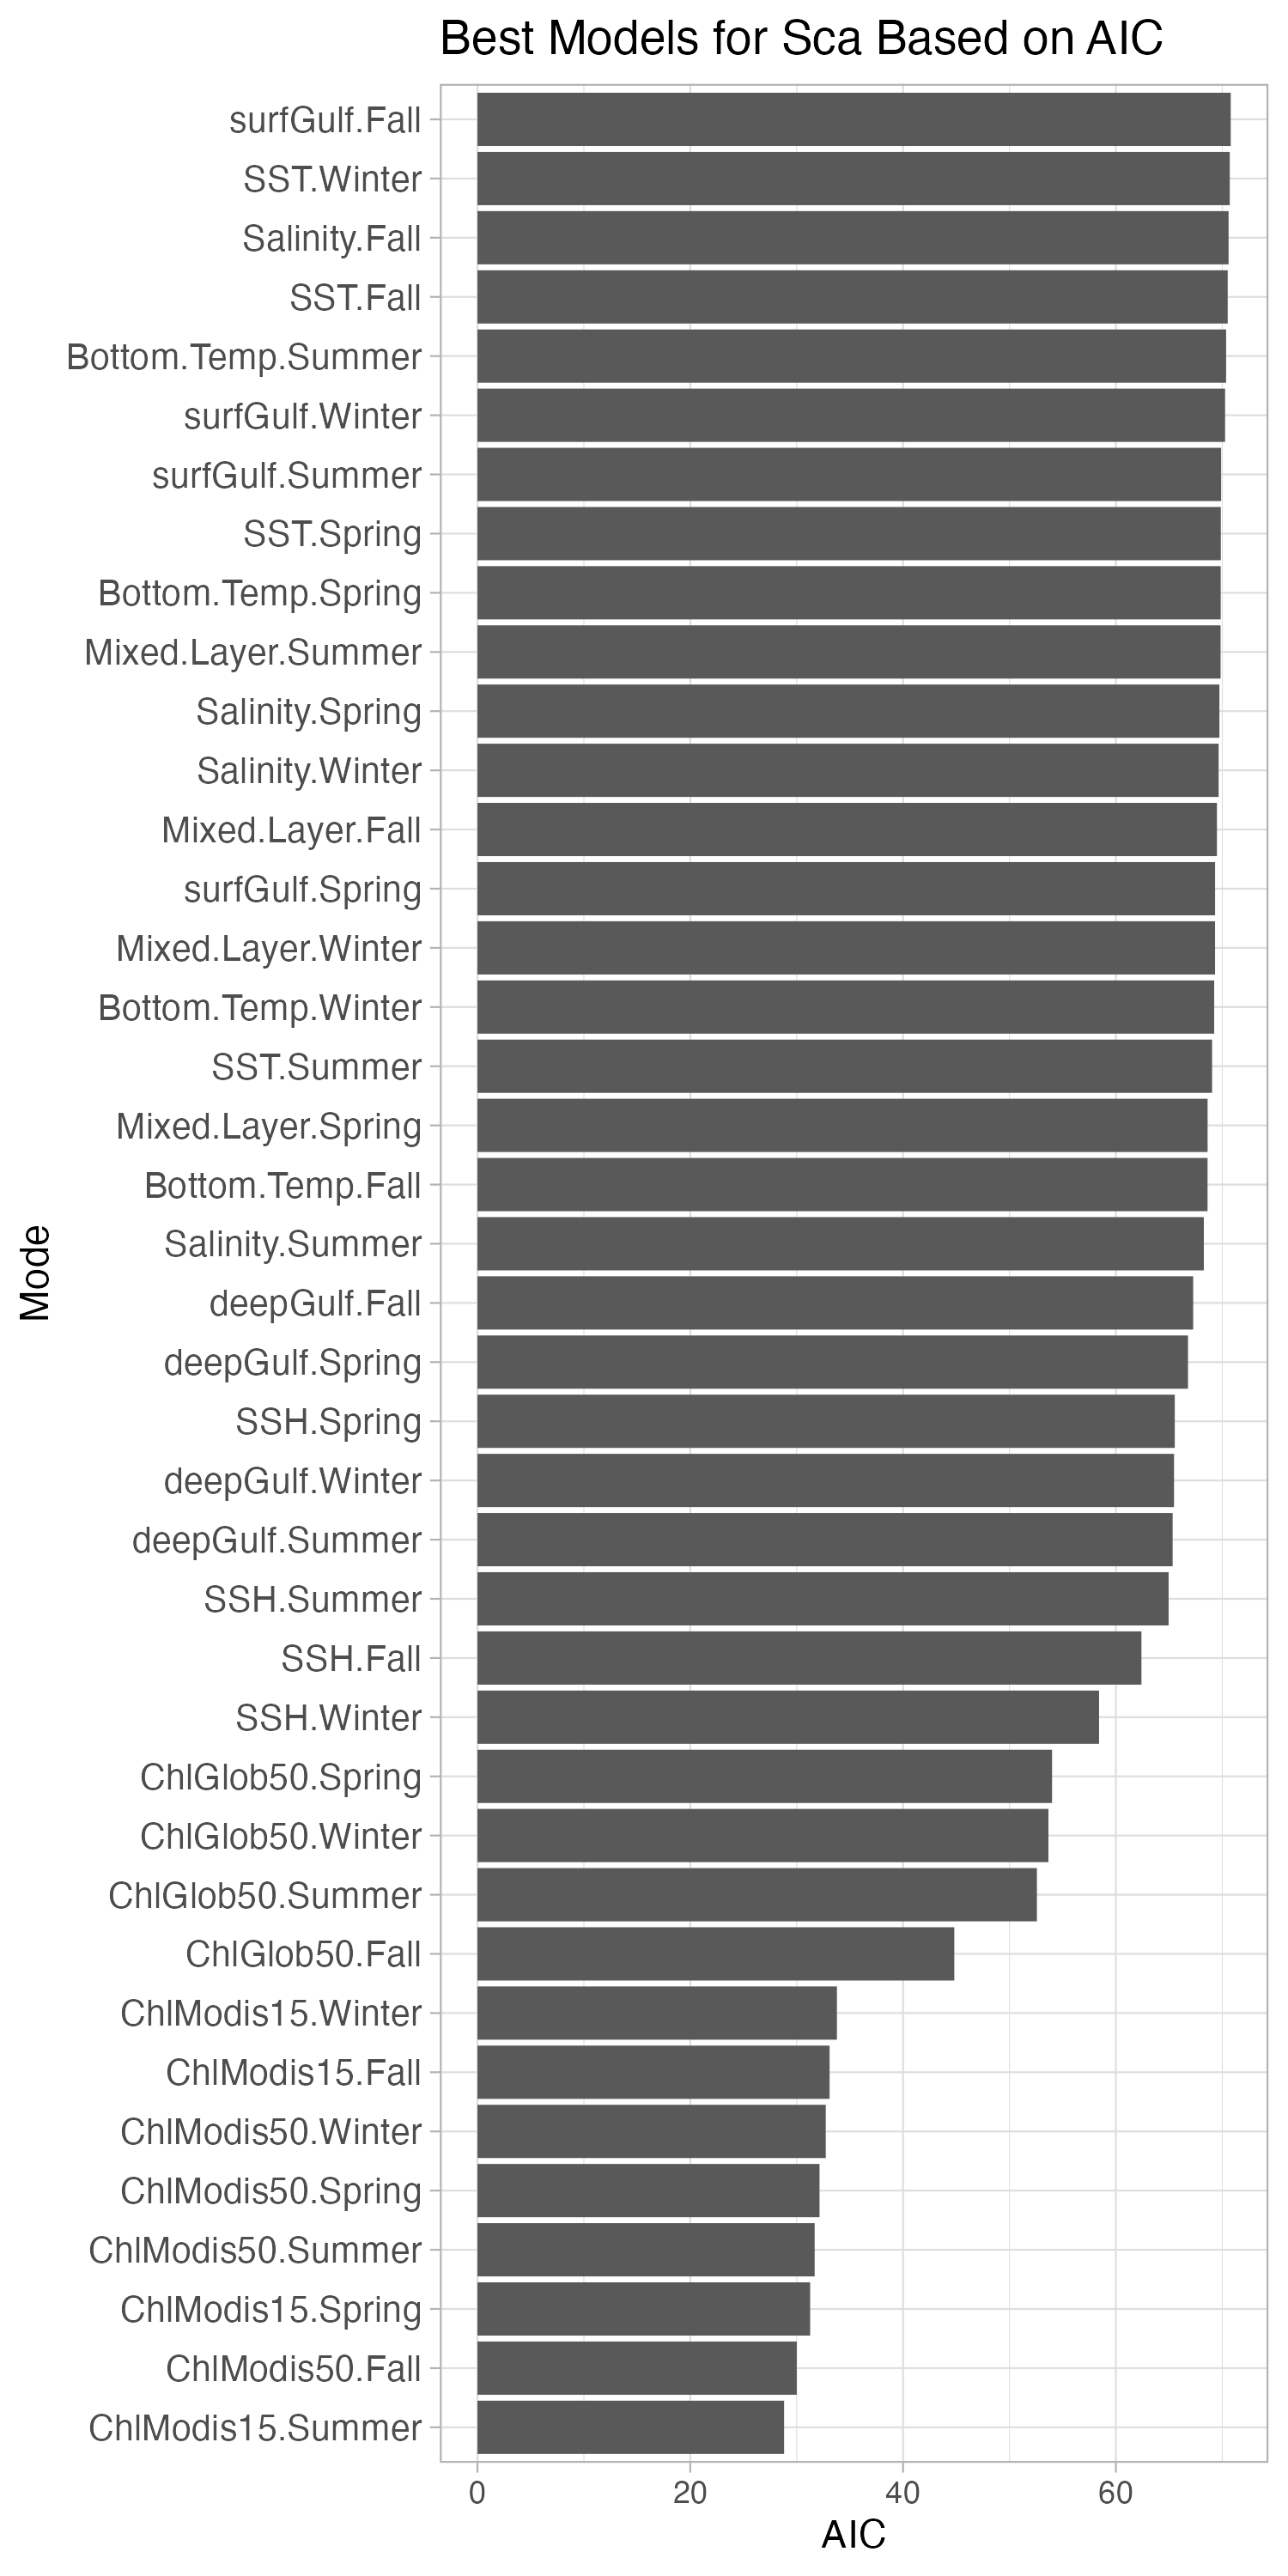 Best Models for Sca Based on AIC
surfGulf.Fall
SST.Winter
Salinity.Fall
SST.Fall
Bottom.Temp.Summer
surfGulf.Winter
surfGulf.Summer
SST.Spring
Bottom.Temp.Spring
Mixed.Layer.Summer
Salinity.Spring
Salinity.Winter
Mixed.Layer.Fall
surfGulf.Spring
Mixed.Layer.Winter
Bottom.Temp.Winter
SST.Summer
Mixed.Layer.Spring
Bottom.Temp.Fall
Salinity.Summer
deepGulf.Fall
deepGulf.Spring
SSH.Spring
deepGulf.Winter
deepGulf.Summer
SSH.Summer
SSH.Fall
SSH.Winter
ChlGlob50.Spring
ChlGlob50.Winter
ChlGlob50.Summer
ChlGlob50.Fall
ChlModis15.Winter
ChlModis15.Fall
ChlModis50.Winter
ChlModis50.Spring
ChlModis50.Summer
ChlModis15.Spring
ChlModis50.Fall
ChlModis15.Summer
Mode
0 20 40 60
AIC